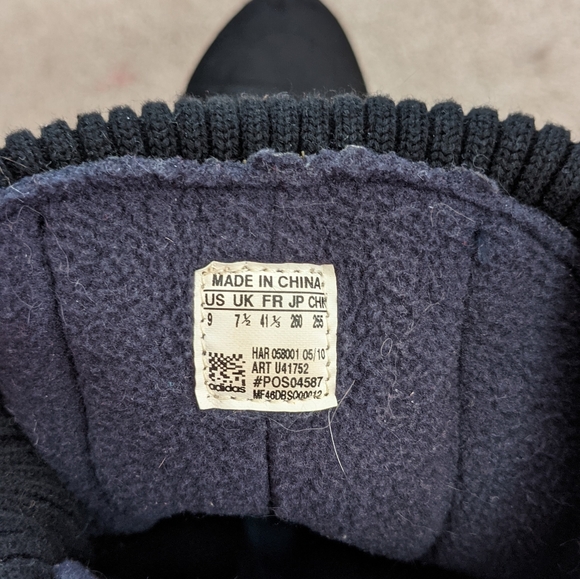 MADE IN CHINA
US UK FR JP CHN
9 7½ 41⅓ 260 255
HAR 058001 05/10
ART U41752
adidas #POS04587
MF46DBSO00012